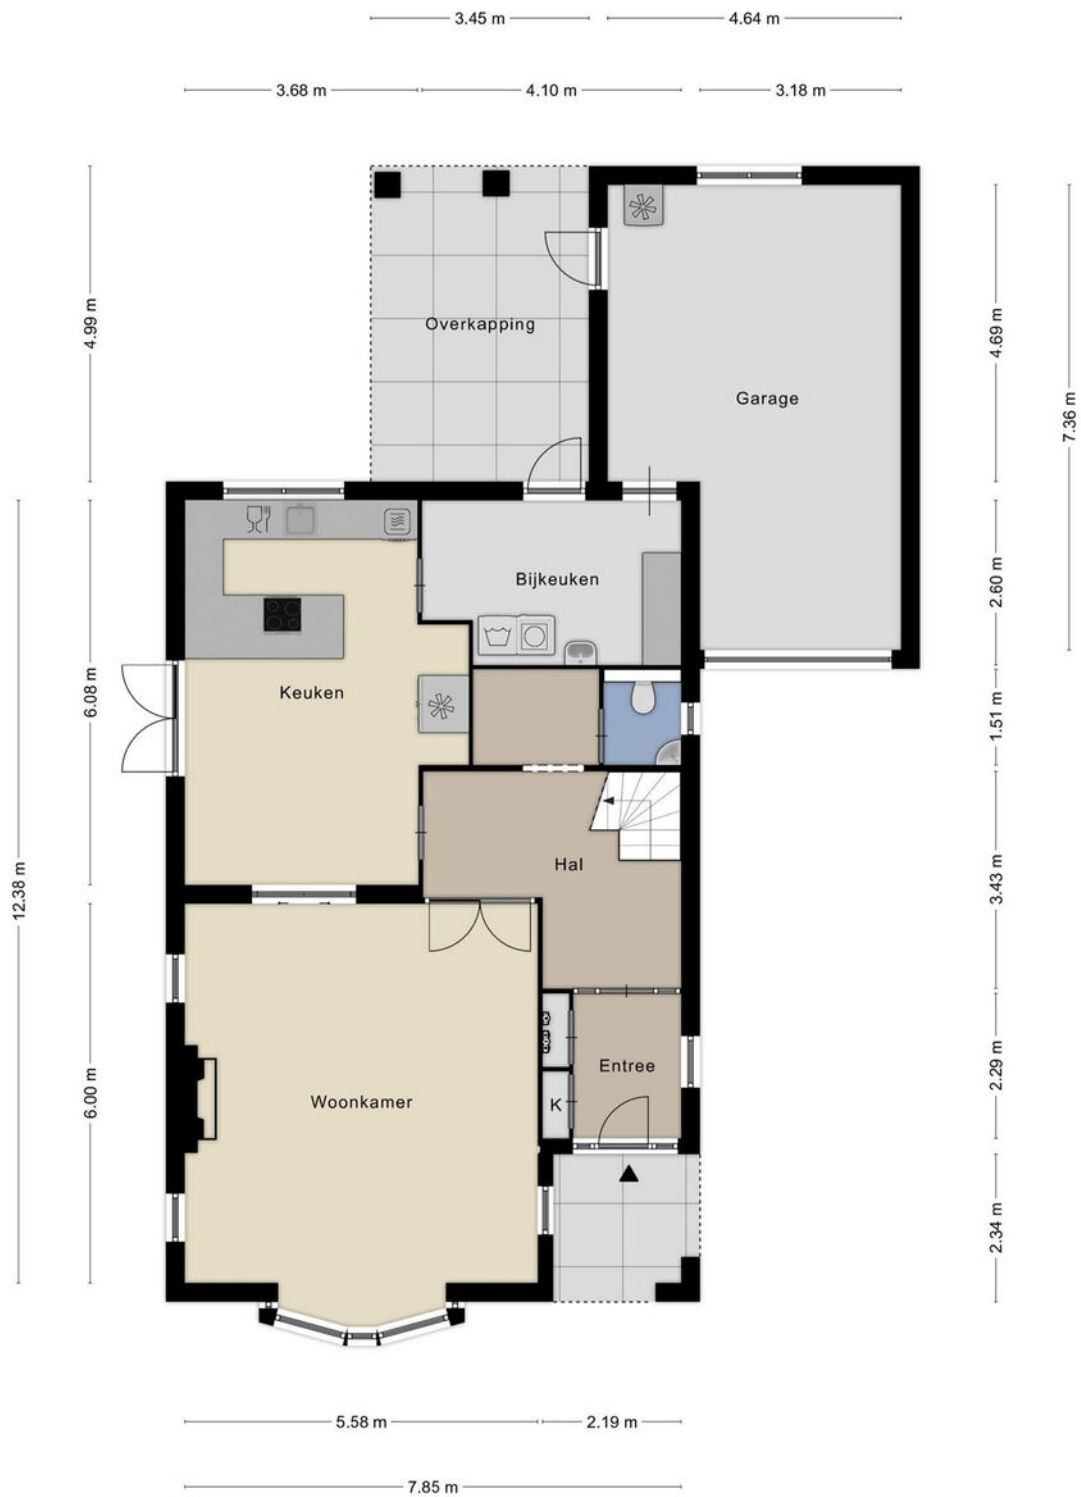 3.45 m
4.64 m
3.68 m
4.10 m
3.18 m
4.99 m
4.69 m
7.36 m
Overkapping
Garage
Bijkeuken
2.60 m
Keuken
6.08 m
1.51 m
12.38 m
Hal
3.43 m
Entree
2.29 m
6.00 m
Woonkamer
K
2.34 m
5.58 m
2.19 m
7.85 m